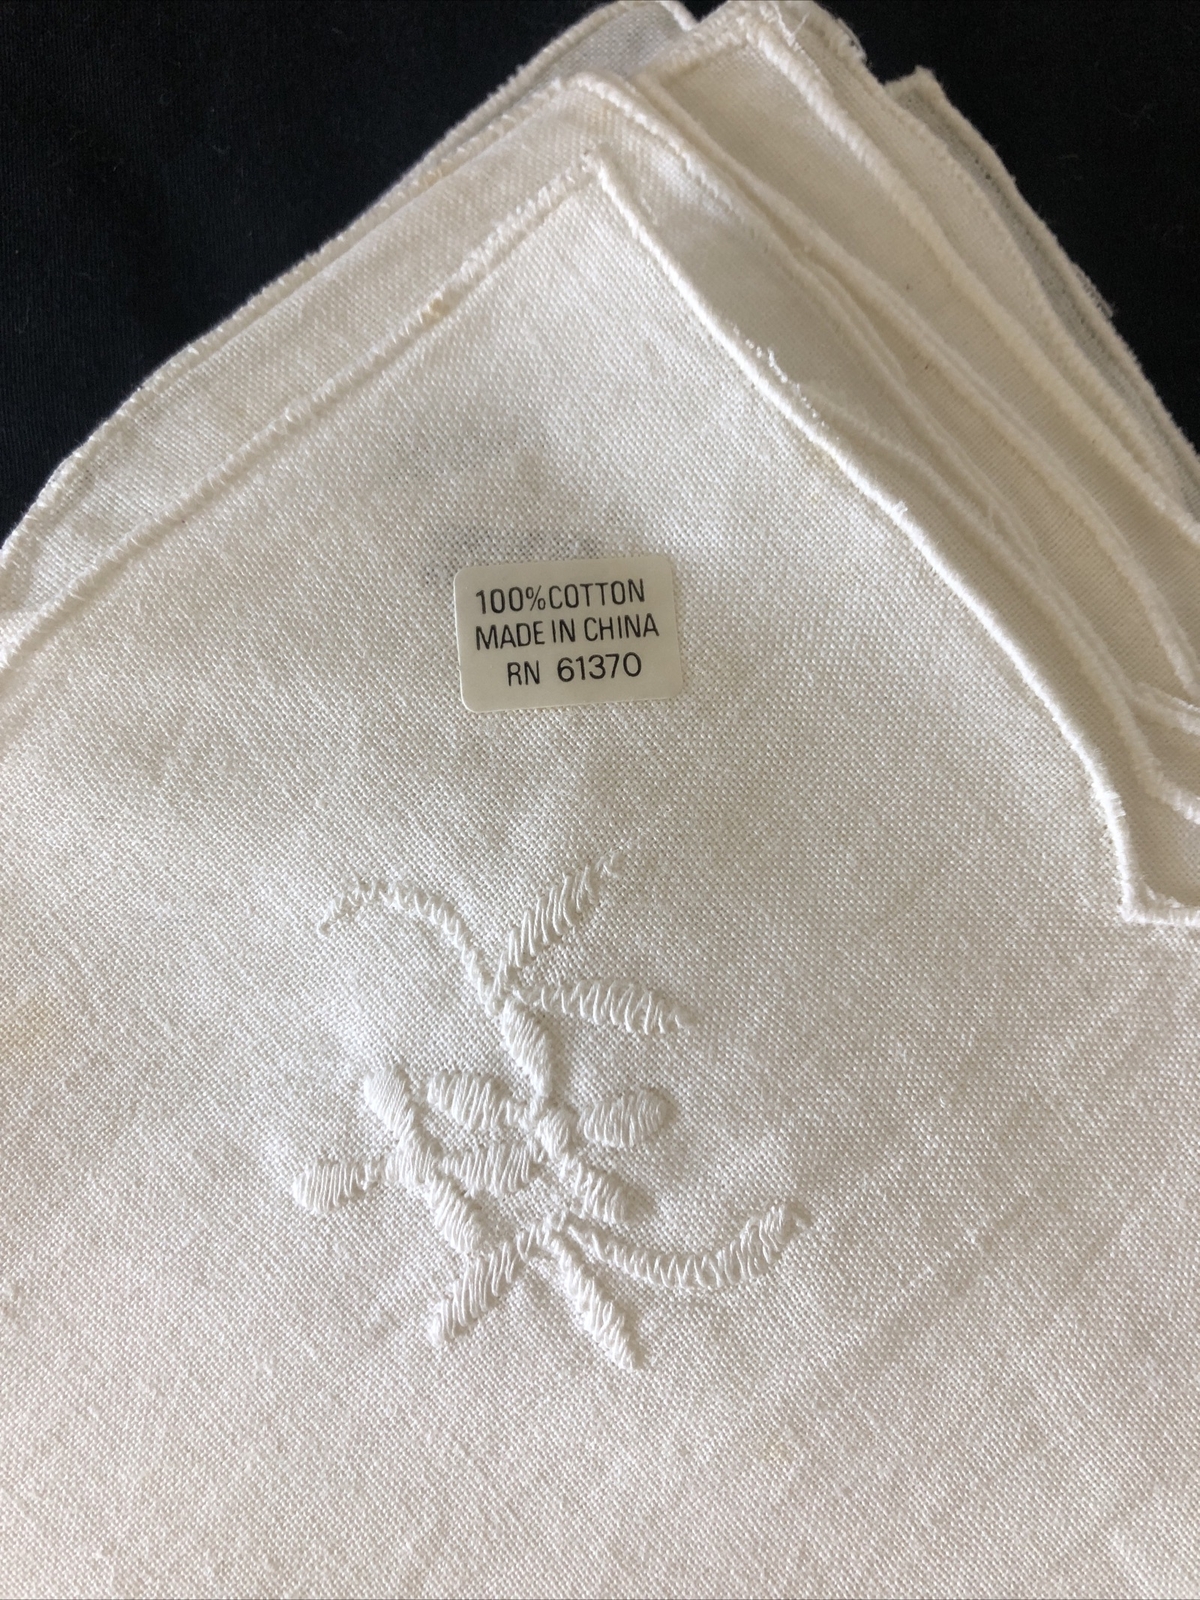 100% COTTON
MADE IN CHINA
RN 61370